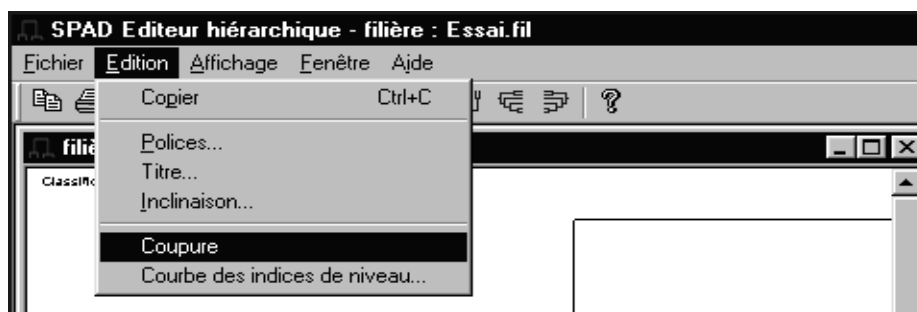 SPAD Editeur hiérarchique - filière : Essai.fil
Fichier Edition Affichage Fenêtre Aide
Copier Ctrl+C
Polices...
Titre...
Inclinaison...
Coupure
Courbe des indices de niveau...